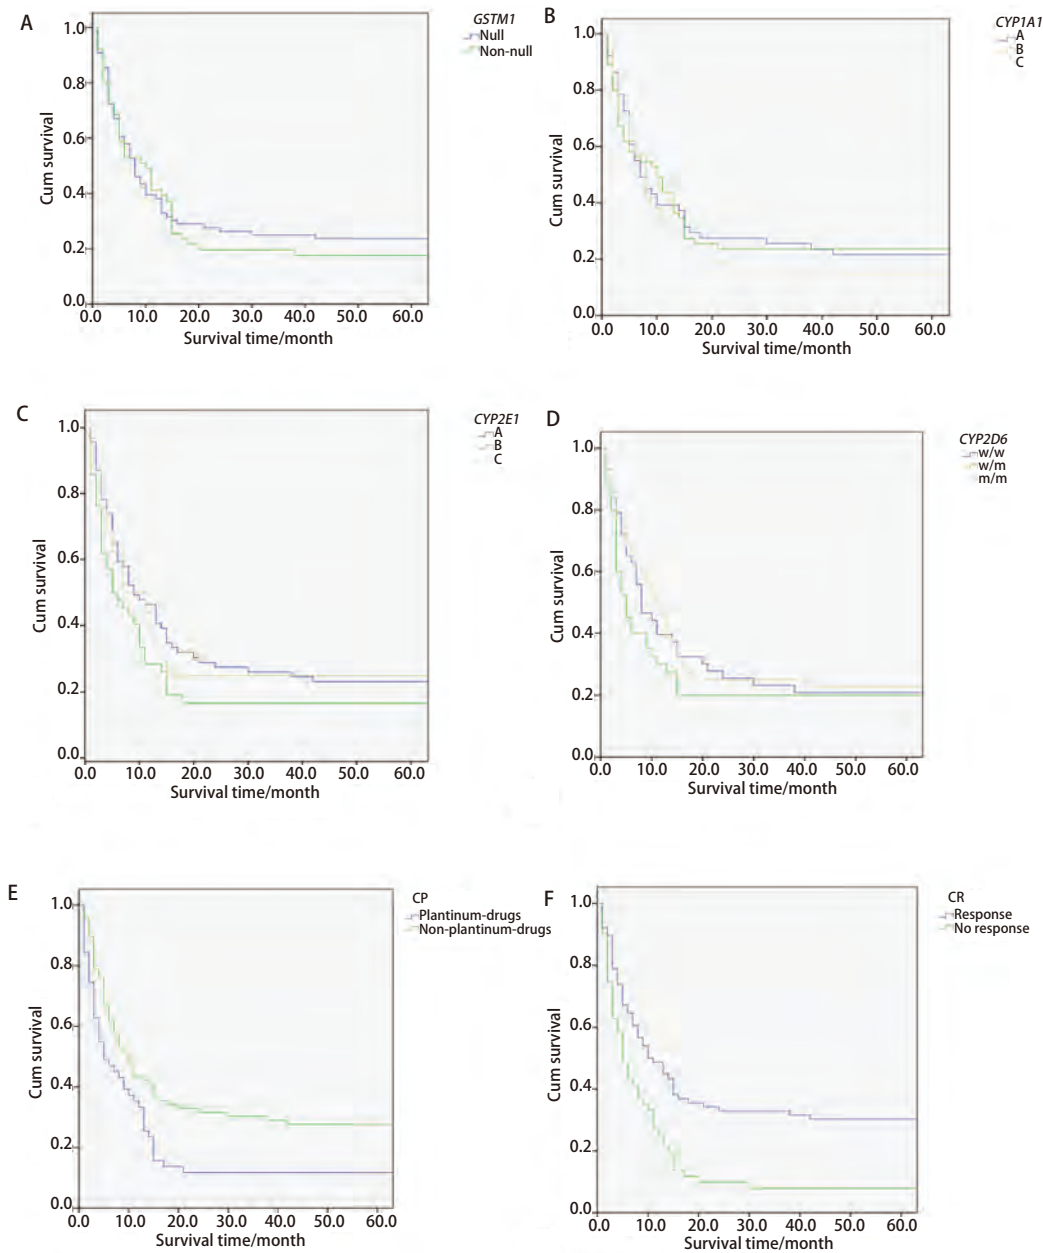 A
GSTM1
Null
Non-null
1.0
0.8
0.6
0.4
0.2
0.0
Cum survival
0.0 10.0 20.0 30.0 40.0 50.0 60.0
Survival time/month
B
CYP1A1
A
B
C
1.0
0.8
0.6
0.4
0.2
0.0
Cum survival
0.0 10.0 20.0 30.0 40.0 50.0 60.0
Survival time/month
C
CYP2E1
A
B
C
1.0
0.8
0.6
0.4
0.2
0.0
Cum survival
0.0 10.0 20.0 30.0 40.0 50.0 60.0
Survival time/month
D
CYP2D6
w/w
w/m
m/m
1.0
0.8
0.6
0.4
0.2
0.0
Cum survival
0.0 10.0 20.0 30.0 40.0 50.0 60.0
Survival time/month
E
CP
Plantinum-drugs
Non-plantinum-drugs
1.0
0.8
0.6
0.4
0.2
0.0
Cum survival
0.0 10.0 20.0 30.0 40.0 50.0 60.0
Survival time/month
F
CR
Response
No response
1.0
0.8
0.6
0.4
0.2
0.0
Cum survival
0.0 10.0 20.0 30.0 40.0 50.0 60.0
Survival time/month